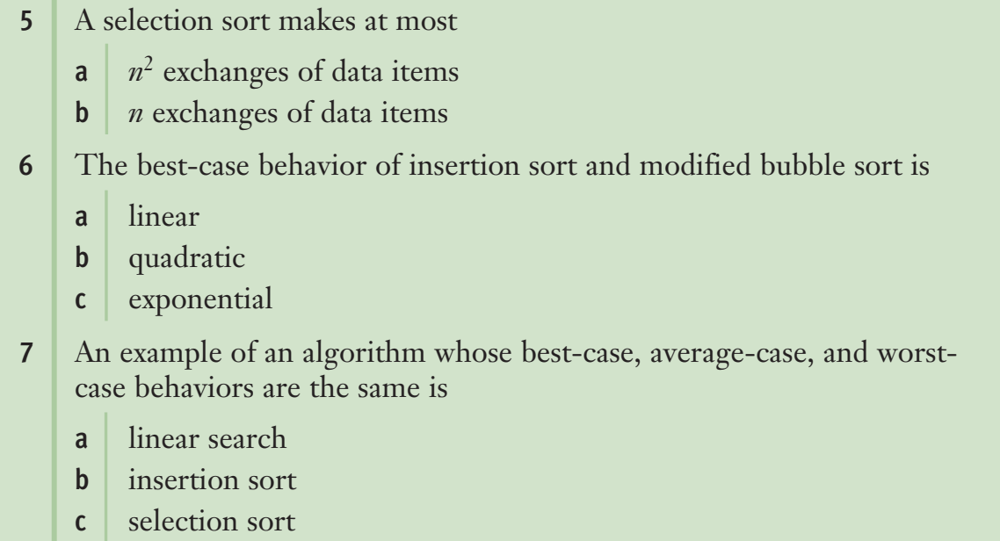 5 A selection sort makes at most
a n² exchanges of data items
b n exchanges of data items
6 The best-case behavior of insertion sort and modified bubble sort is
a linear
b quadratic
c exponential
7 An example of an algorithm whose best-case, average-case, and worst-
case behaviors are the same is
a linear search
b insertion sort
c selection sort